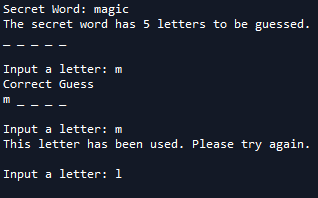 Secret Word: magic
The secret word has 5 letters to be guessed.
_ _ _ _ _
Input a letter: m
Correct Guess
m _ _ _ _
Input a letter: m
This letter has been used. Please try again.
Input a letter: l